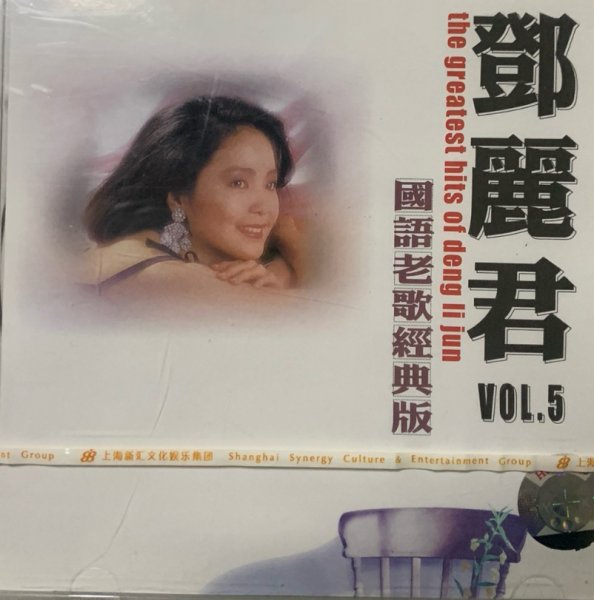 鄧麗君
VOL.5
the greatest hits of deng li jun
國語老歌經典版
nt Group 上海新汇文化娱乐集团 Shanghai Synergy Culture & Entertainment Group 上海